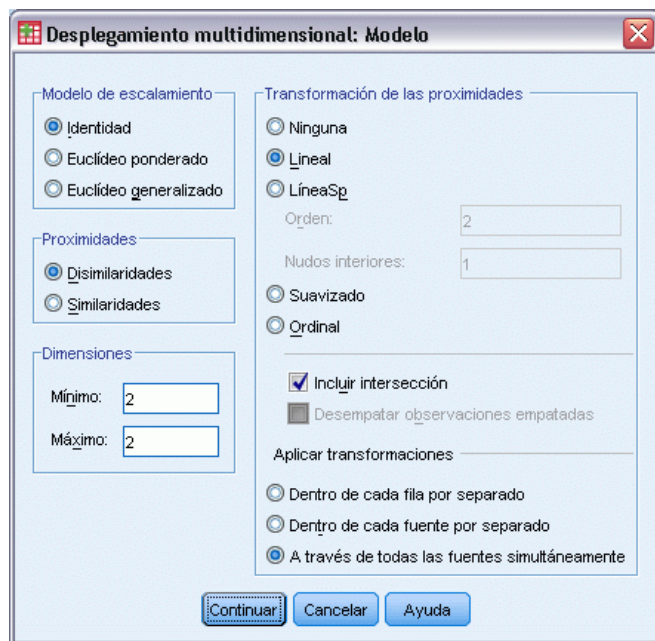 Desplegamiento multidimensional: Modelo
Modelo de escalamiento
Identidad
Euclídeo ponderado
Euclídeo generalizado
Proximidades
Disimilaridades
Similaridades
Dimensiones
Mínimo: 2
Máximo: 2
Transformación de las proximidades
Ninguna
Lineal
LíneaSp
Orden: 2
Nudos interiores: 1
Suavizado
Ordinal
Incluir intersección
Desempatar observaciones empatadas
Aplicar transformaciones
Dentro de cada fila por separado
Dentro de cada fuente por separado
A través de todas las fuentes simultáneamente
Continuar Cancelar Ayuda